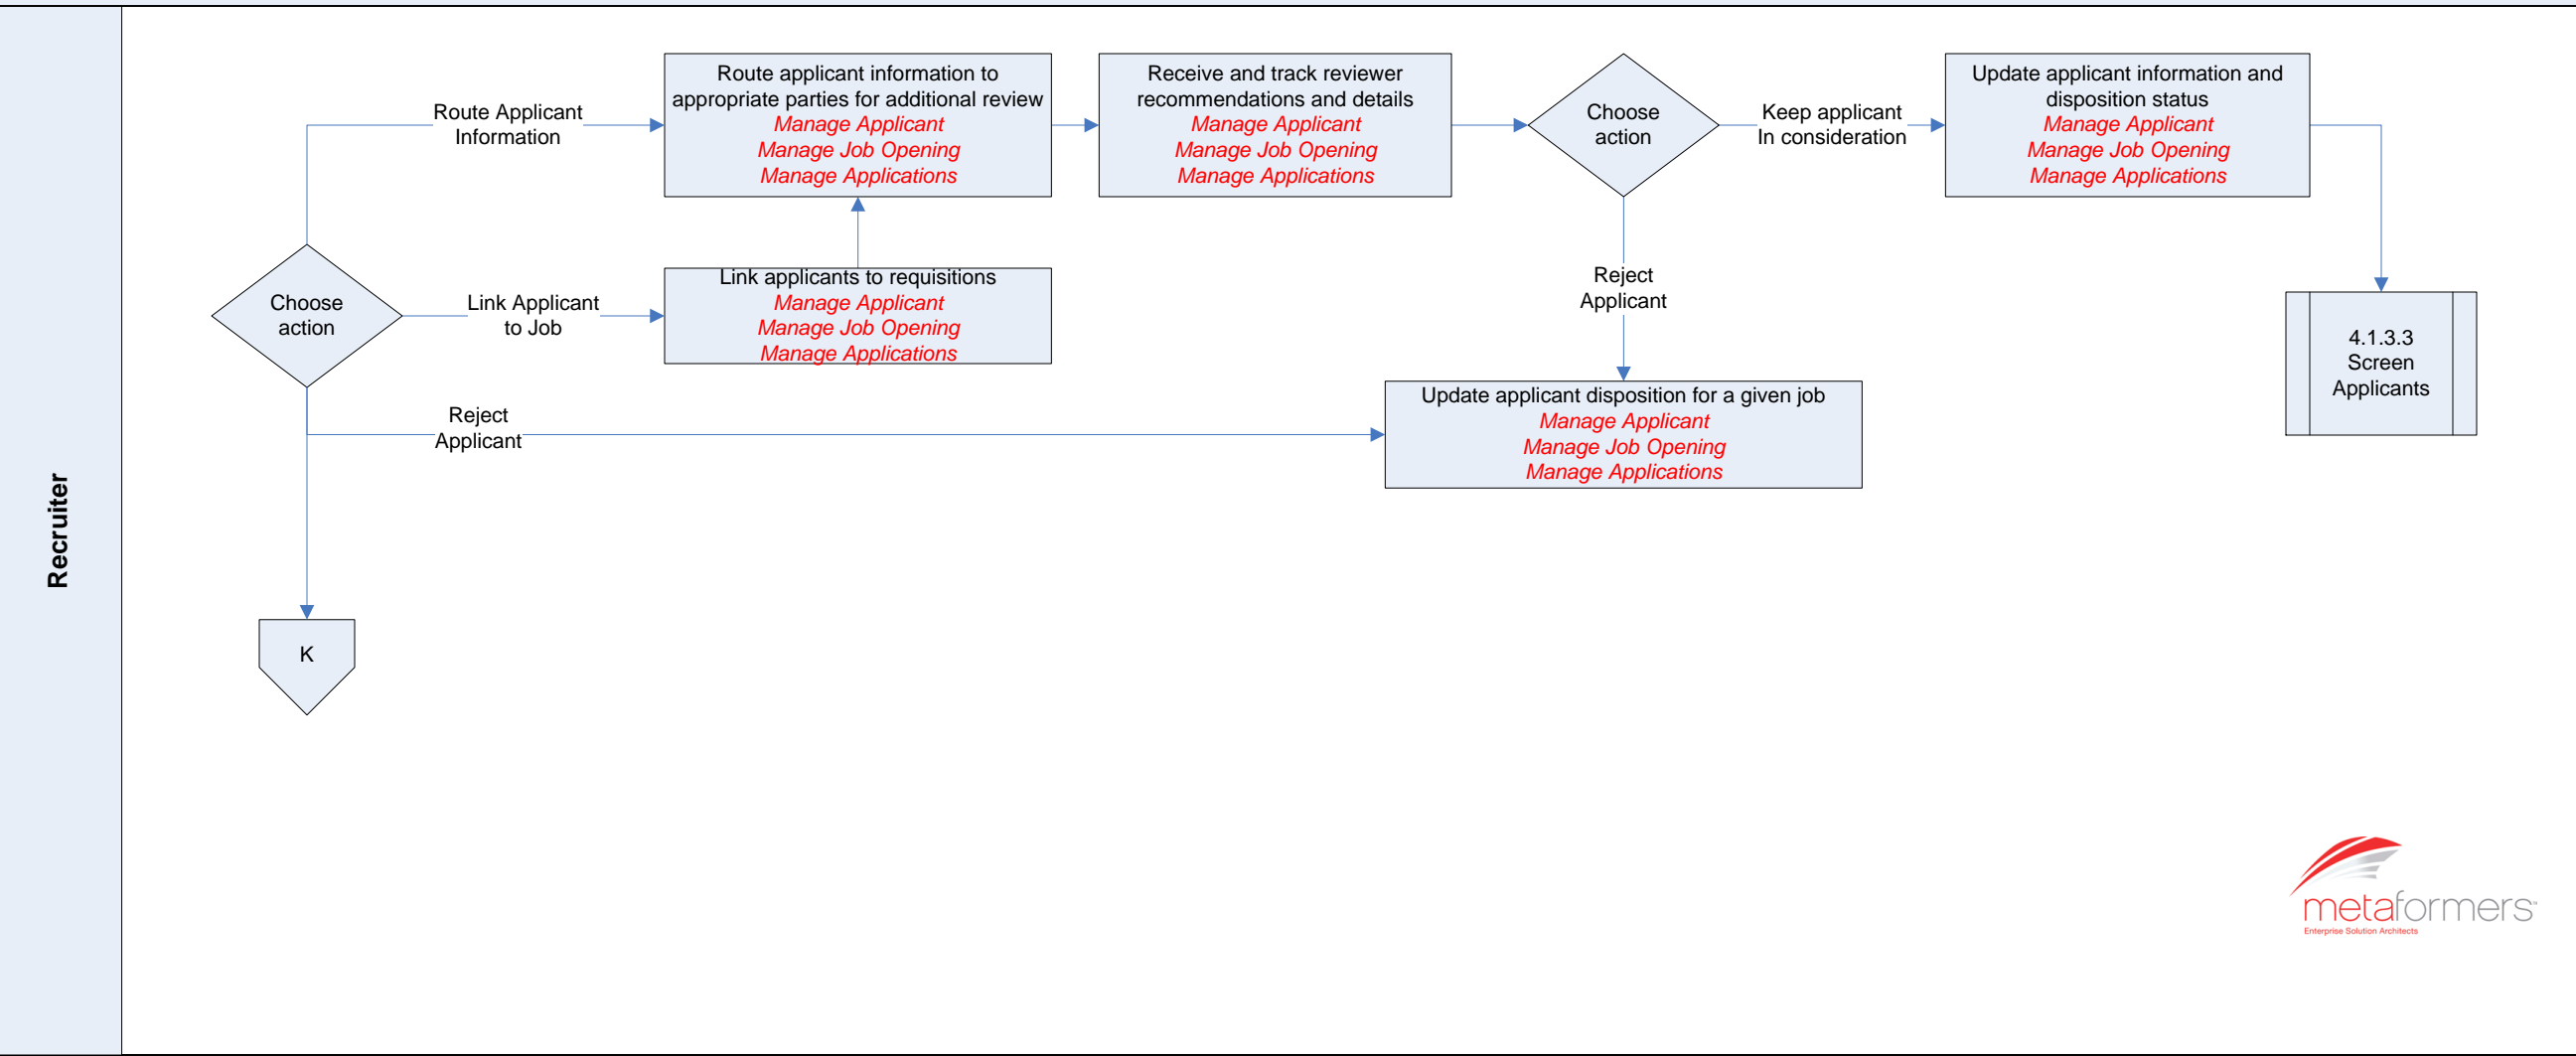 Recruiter
Route Applicant
Information
Route applicant information to
appropriate parties for additional review
Manage Applicant
Manage Job Opening
Manage Applications
Receive and track reviewer
recommendations and details
Manage Applicant
Manage Job Opening
Manage Applications
Choose
action
Keep applicant
In consideration
Update applicant information and
disposition status
Manage Applicant
Manage Job Opening
Manage Applications
Choose
action
Link Applicant
to Job
Link applicants to requisitions
Manage Applicant
Manage Job Opening
Manage Applications
Reject
Applicant
4.1.3.3
Screen
Applicants
Reject
Applicant
Update applicant disposition for a given job
Manage Applicant
Manage Job Opening
Manage Applications
K
metaformers
Enterprise Solution Architects